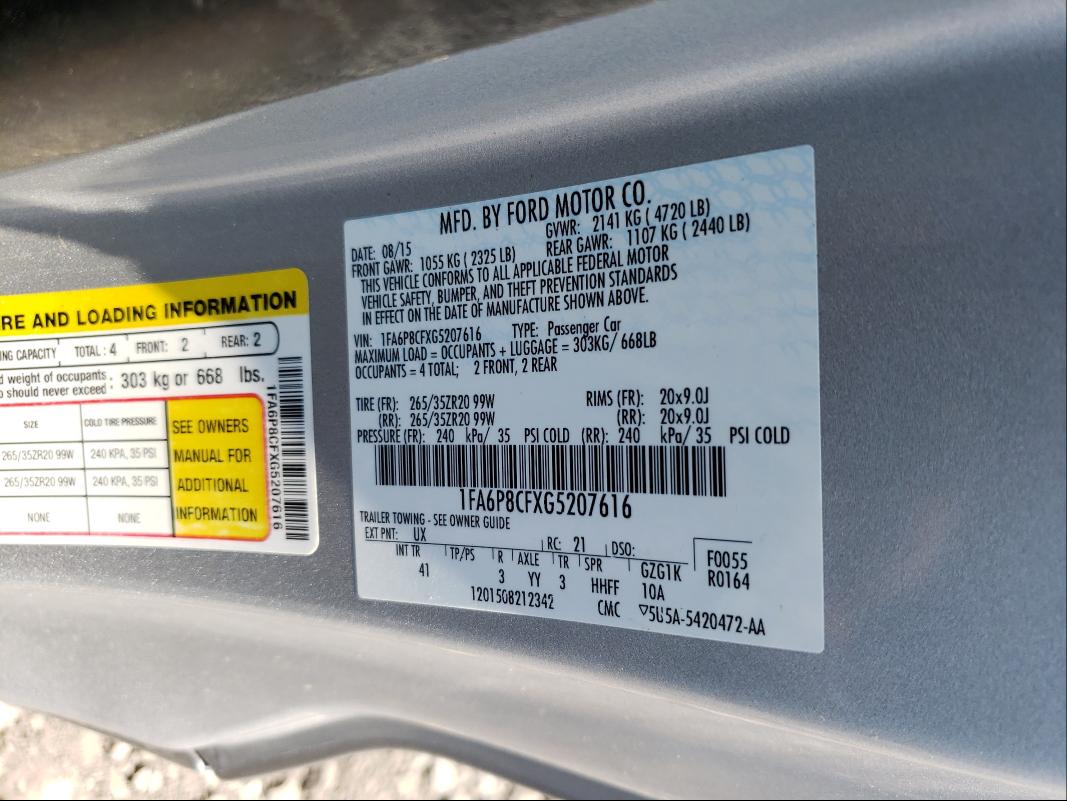 RE AND LOADING INFORMATION
NG CAPACITY TOTAL : 4 FRONT: 2 REAR: 2
d weight of occupants 303 kg or 668 lbs.
o should never exceed
SIZE COLD TIRE PRESSURE SEE OWNERS
265/35ZR20 99W 240 KPA, 35 PSI MANUAL FOR
265/35ZR20 99W 240 KPA, 35 PSI ADDITIONAL
NONE NONE INFORMATION
1FA6P8CFXG5207616
MFD. BY FORD MOTOR CO.
DATE: 08/15 GVWR: 2141 KG ( 4720 LB)
FRONT GAWR: 1055 KG ( 2325 LB) REAR GAWR: 1107 KG ( 2440 LB)
THIS VEHICLE CONFORMS TO ALL APPLICABLE FEDERAL MOTOR
VEHICLE SAFETY, BUMPER, AND THEFT PREVENTION STANDARDS
IN EFFECT ON THE DATE OF MANUFACTURE SHOWN ABOVE.
VIN: 1FA6P8CFXG5207616 TYPE: Passenger Car
MAXIMUM LOAD = OCCUPANTS + LUGGAGE = 303KG/ 668LB
OCCUPANTS = 4 TOTAL; 2 FRONT, 2 REAR
TIRE (FR): 265/35ZR20 99W RIMS (FR): 20x9.0J
(RR): 265/35ZR20 99W (RR): 20x9.0J
PRESSURE (FR): 240 kPa/ 35 PSI COLD (RR): 240 kPa/ 35 PSI COLD
1FA6P8CFXG5207616
TRAILER TOWING - SEE OWNER GUIDE
EXT PNT: UX RC: 21 DSO: F0055
INT TR TP/PS R AXLE TR SPR GZG1K R0164
41 3 YY 3 HHFF 10A
1201508212342 CMC ▽5U5A-5420472-AA